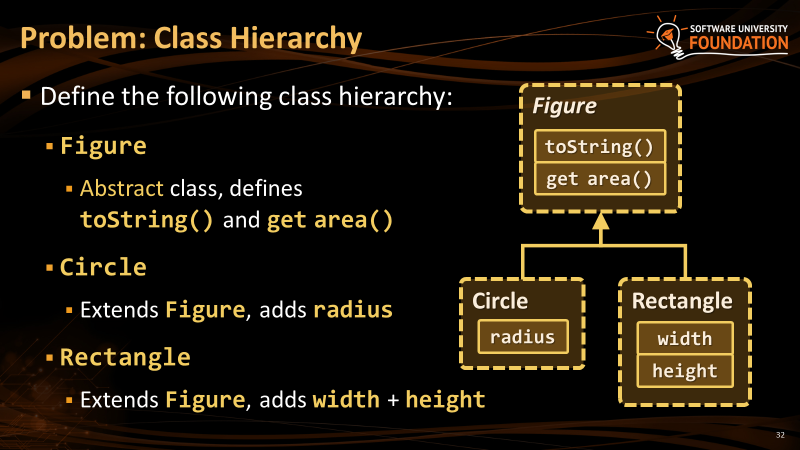 Problem: Class Hierarchy
SOFTWARE UNIVERSITY
FOUNDATION
Define the following class hierarchy:
Figure
Abstract class, defines
toString() and get area()
Circle
Extends Figure, adds radius
Rectangle
Extends Figure, adds width + height
Figure
toString()
get area()
Circle
radius
Rectangle
width
height
32